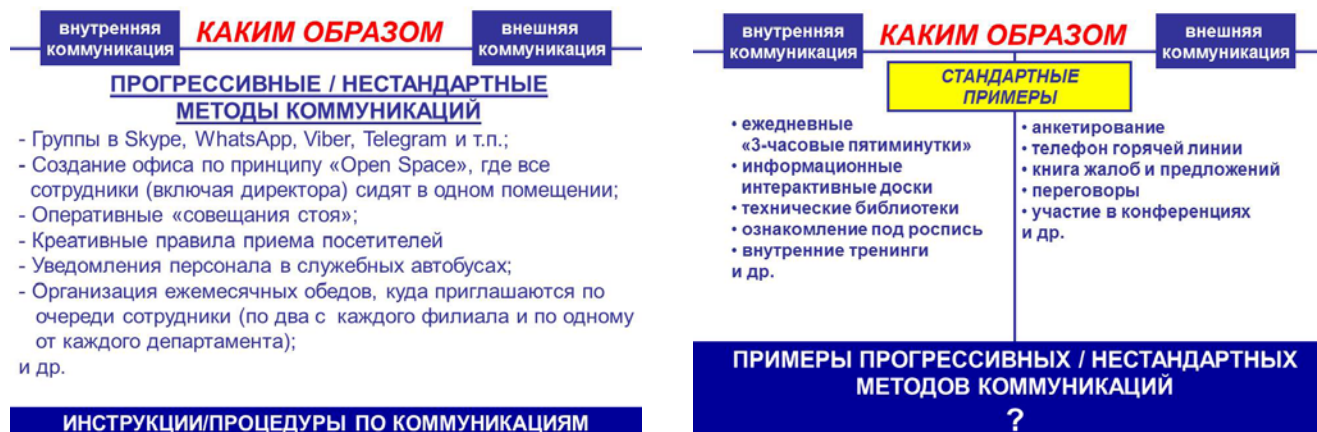 внутренняя
коммуникация
КАКИМ ОБРАЗОМ
внешняя
коммуникация
ПРОГРЕССИВНЫЕ / НЕСТАНДАРТНЫЕ
МЕТОДЫ КОММУНИКАЦИЙ
- Группы в Skype, WhatsApp, Viber, Telegram и т.п.;
- Создание офиса по принципу «Open Space», где все
сотрудники (включая директора) сидят в одном помещении;
- Оперативные «совещания стоя»;
- Креативные правила приема посетителей
- Уведомления персонала в служебных автобусах;
- Организация ежемесячных обедов, куда приглашаются по
очереди сотрудники (по два с каждого филиала и по одному
от каждого департамента);
и др.
ИНСТРУКЦИИ/ПРОЦЕДУРЫ ПО КОММУНИКАЦИЯМ
внутренняя
коммуникация
КАКИМ ОБРАЗОМ
внешняя
коммуникация
СТАНДАРТНЫЕ
ПРИМЕРЫ
• ежедневные
«3-часовые пятиминутки»
• информационные
интерактивные доски
• технические библиотеки
• ознакомление под роспись
• внутренние тренинги
и др.
• анкетирование
• телефон горячей линии
• книга жалоб и предложений
• переговоры
• участие в конференциях
и др.
ПРИМЕРЫ ПРОГРЕССИВНЫХ / НЕСТАНДАРТНЫХ
МЕТОДОВ КОММУНИКАЦИЙ
?